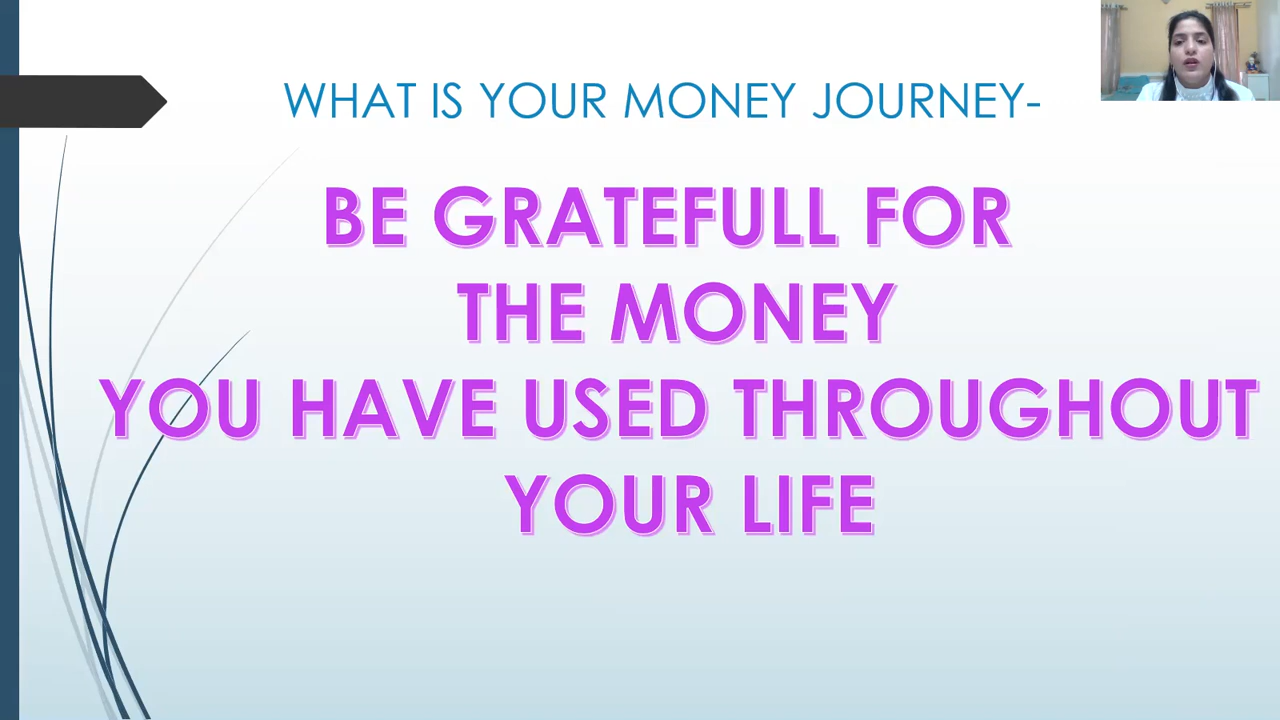 WHAT IS YOUR MONEY JOURNEY-
BE GRATEFULL FOR
THE MONEY
YOU HAVE USED THROUGHOUT
YOUR LIFE